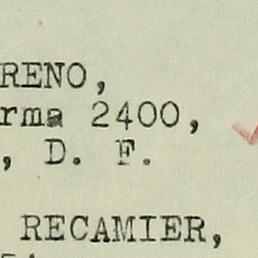 RENO,
rma 2400,
, D. F.
RECAMIER,